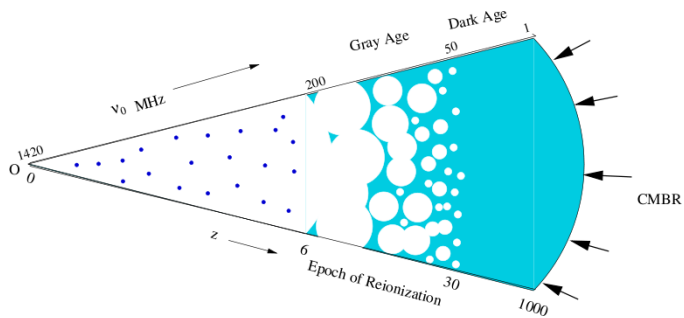 Dark Age
1
Gray Age
50
200
ν₀ MHz
1420
O
0
CMBR
z
6
Epoch of Reionization
30
1000